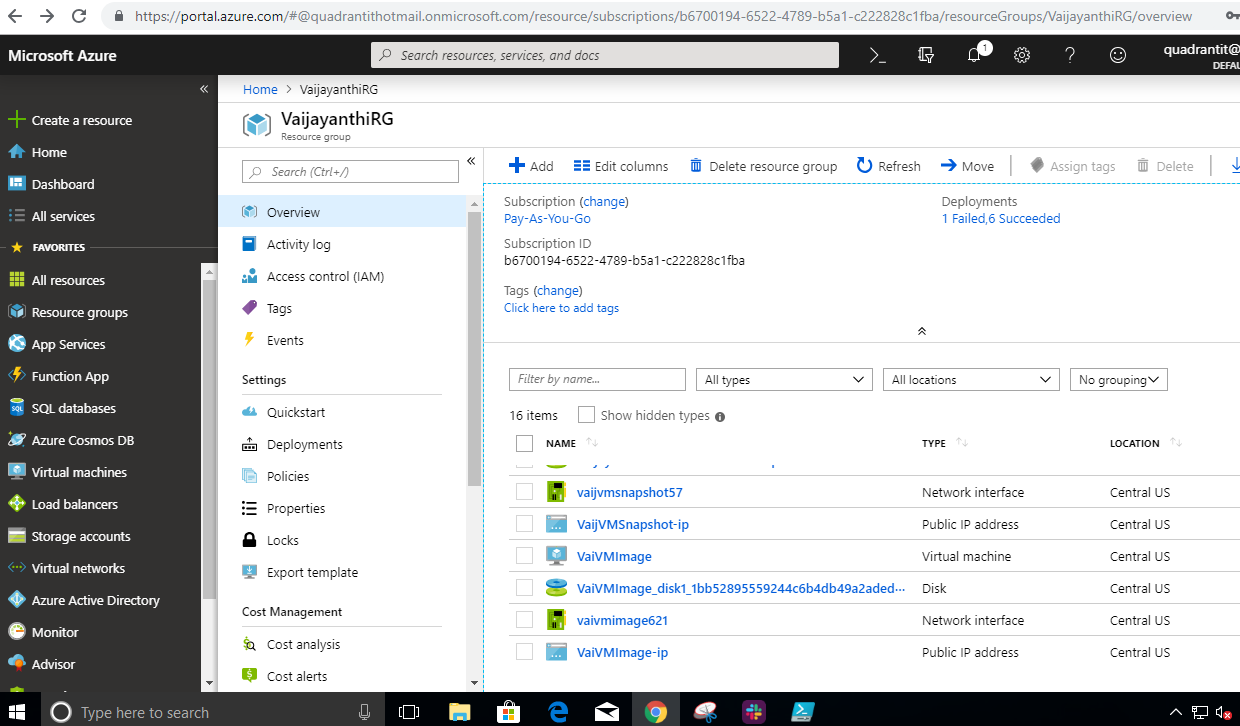 https://portal.azure.com/#@quadrantithotmail.onmicrosoft.com/resource/subscriptions/b6700194-6522-4789-b5a1-c222828c1fba/resourceGroups/VaijayanthiRG/overview
Microsoft Azure
Search resources, services, and docs
1
quadrantit@
DEFAU
«
Create a resource
Home
Dashboard
All services
FAVORITES
All resources
Resource groups
App Services
Function App
SQL databases
Azure Cosmos DB
Virtual machines
Load balancers
Storage accounts
Virtual networks
Azure Active Directory
Monitor
Advisor
Home > VaijayanthiRG
VaijayanthiRG
Resource group
Search (Ctrl+/)
«
Overview
Activity log
Access control (IAM)
Tags
Events
Settings
Quickstart
Deployments
Policies
Properties
Locks
Export template
Cost Management
Cost analysis
Cost alerts
Add Edit columns Delete resource group Refresh Move Assign tags Delete
Subscription (change)
Pay-As-You-Go
Subscription ID
b6700194-6522-4789-b5a1-c222828c1fba
Tags (change)
Click here to add tags
Deployments
1 Failed,6 Succeeded
Filter by name... All types All locations No grouping
16 items Show hidden types
NAME TYPE LOCATION
vaijvmsnapshot57 Network interface Central US
VaijVMSnapshot-ip Public IP address Central US
VaiVMImage Virtual machine Central US
VaiVMImage_disk1_1bb52895559244c6b4db49a2aded··· Disk Central US
vaivmimage621 Network interface Central US
VaiVMImage-ip Public IP address Central US
Type here to search